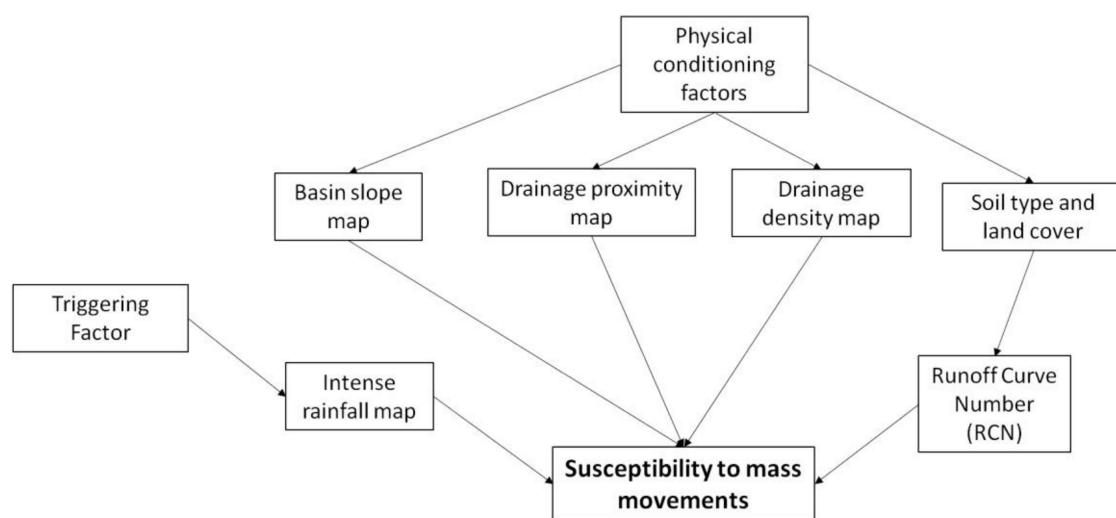 Physical
conditioning
factors
Basin slope
map
Drainage proximity
map
Drainage
density map
Soil type and
land cover
Triggering
Factor
Intense
rainfall map
Runoff Curve
Number
(RCN)
Susceptibility to mass
movements